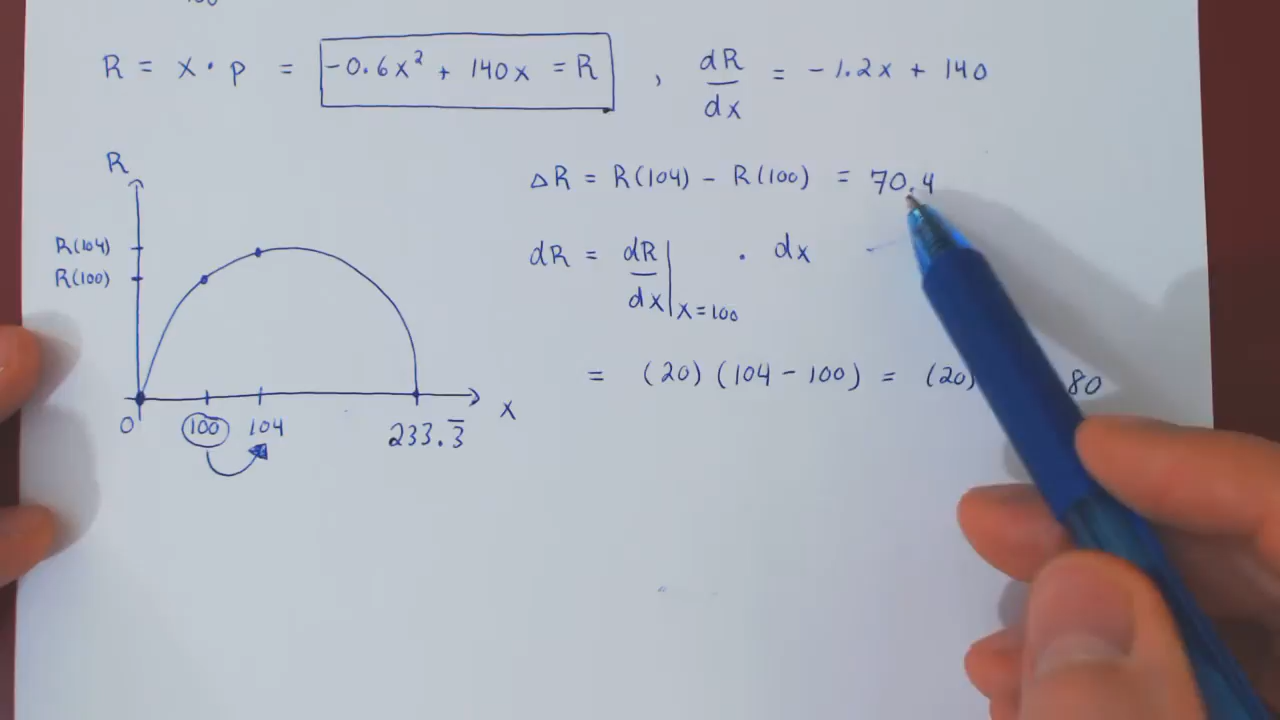 R = x · p = -0.6x² + 140x = R , dR/dx = -1.2x + 140
R
ΔR = R(104) - R(100) = 70.4
R(104)
R(100)
dR = dR/dx |x=100 · dx
= (20) (104 - 100) = (20) 80
0 100 104 233.3̅ x